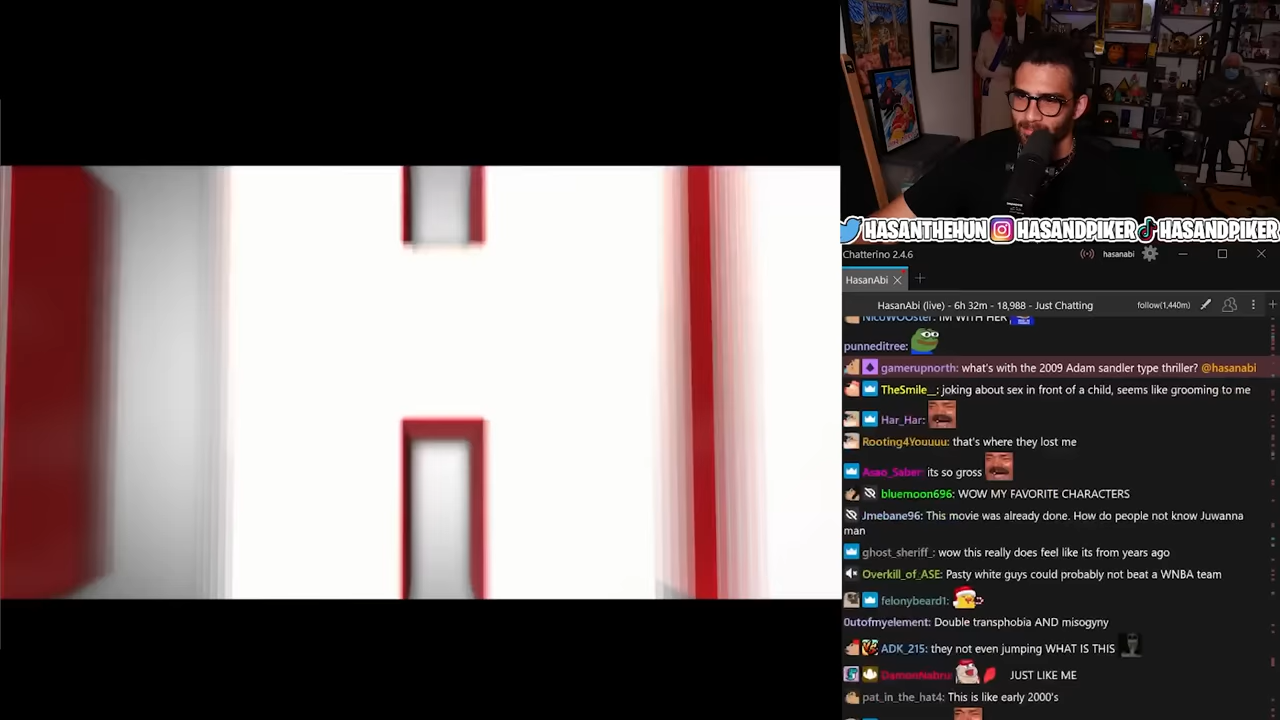 HASANTHEHUN HASANDPIKER HASANDPIKER
Chatterino 2.4.6
hasanabi
HasanAbi
HasanAbi (live) - 6h 32m - 18,988 - Just Chatting
follow(1,440m)
NicoWOOster: IM WITH HER
punneditree:
gamerupnorth: what's with the 2009 Adam sandler type thriller? @hasanabi
TheSmile__: joking about sex in front of a child, seems like grooming to me
Har_Har:
Rooting4Youuuu: that's where they lost me
Asao_Saber: its so gross
bluemoon696: WOW MY FAVORITE CHARACTERS
Jmebane96: This movie was already done. How do people not know Juwanna
man
ghost_sheriff_: wow this really does feel like its from years ago
Overkill_of_ASE: Pasty white guys could probably not beat a WNBA team
felonybeard1:
0utofmyelement: Double transphobia AND misogyny
ADK_215: they not even jumping WHAT IS THIS
JUST LIKE ME
pat_in_the_hat4: This is like early 2000's